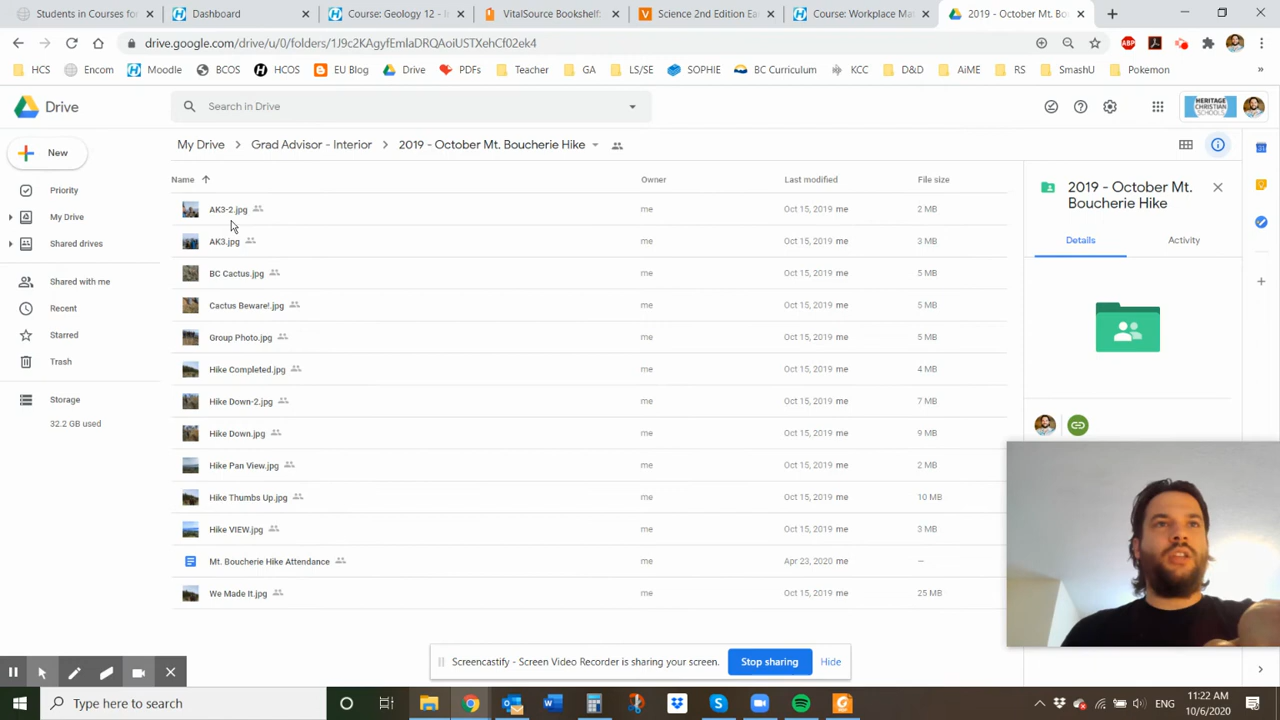 Students in Courses for
Dashboard
Course: Geology 12 - I
VitalSource Bookshelf:
Science 2nd Edition Ea
Course: Workplace Mat
2019 - October Mt. Bou
HCS
Encom
Moodle
BCOS
HCOS
EU Blog
Drive
PDFs
Teacher
GA
LS/SE
SOPHIE
BC Curriculum
KCC
D&D
AiME
RS
SmashU
Pokemon
Drive
Search in Drive
HERITAGE
CHRISTIAN
SCHOOLS
New
My Drive > Grad Advisor - Interior > 2019 - October Mt. Boucherie Hike
Priority
My Drive
Shared drives
Shared with me
Recent
Starred
Trash
Storage
32.2 GB used
Name Owner Last modified File size
AK3-2.jpg me Oct 15, 2019 me 2 MB
AK3.jpg me Oct 15, 2019 me 3 MB
BC Cactus.jpg me Oct 15, 2019 me 5 MB
Cactus Beware!.jpg me Oct 15, 2019 me 5 MB
Group Photo.jpg me Oct 15, 2019 me 5 MB
Hike Completed.jpg me Oct 15, 2019 me 4 MB
Hike Down-2.jpg me Oct 15, 2019 me 7 MB
Hike Down.jpg me Oct 15, 2019 me 9 MB
Hike Pan View.jpg me Oct 15, 2019 me 2 MB
Hike Thumbs Up.jpg me Oct 15, 2019 me 10 MB
Hike VIEW.jpg me Oct 15, 2019 me 3 MB
Mt. Boucherie Hike Attendance me Apr 23, 2020 me –
We Made It.jpg me Oct 15, 2019 me 25 MB
2019 - October Mt.
Boucherie Hike
Details
Activity
Screencastify - Screen Video Recorder is sharing your screen.
Stop sharing
Hide
Type here to search
ENG
11:22 AM
10/6/2020